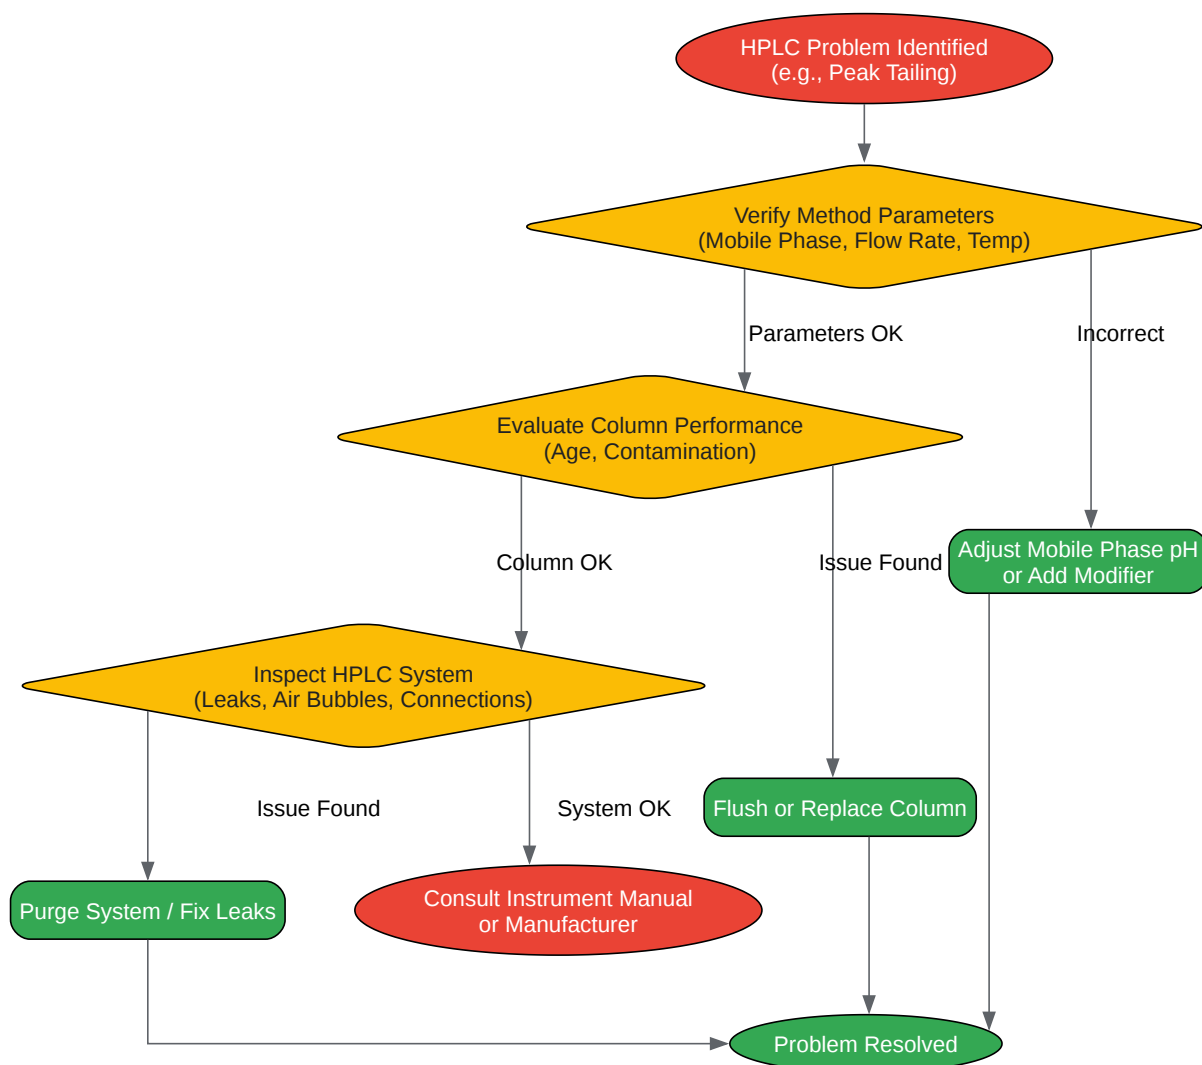 HPLC Problem Identified
(e.g., Peak Tailing)
Verify Method Parameters
(Mobile Phase, Flow Rate, Temp)
Parameters OK
Incorrect
Evaluate Column Performance
(Age, Contamination)
Column OK
Issue Found
Adjust Mobile Phase pH
or Add Modifier
Inspect HPLC System
(Leaks, Air Bubbles, Connections)
Issue Found
System OK
Flush or Replace Column
Purge System / Fix Leaks
Consult Instrument Manual
or Manufacturer
Problem Resolved